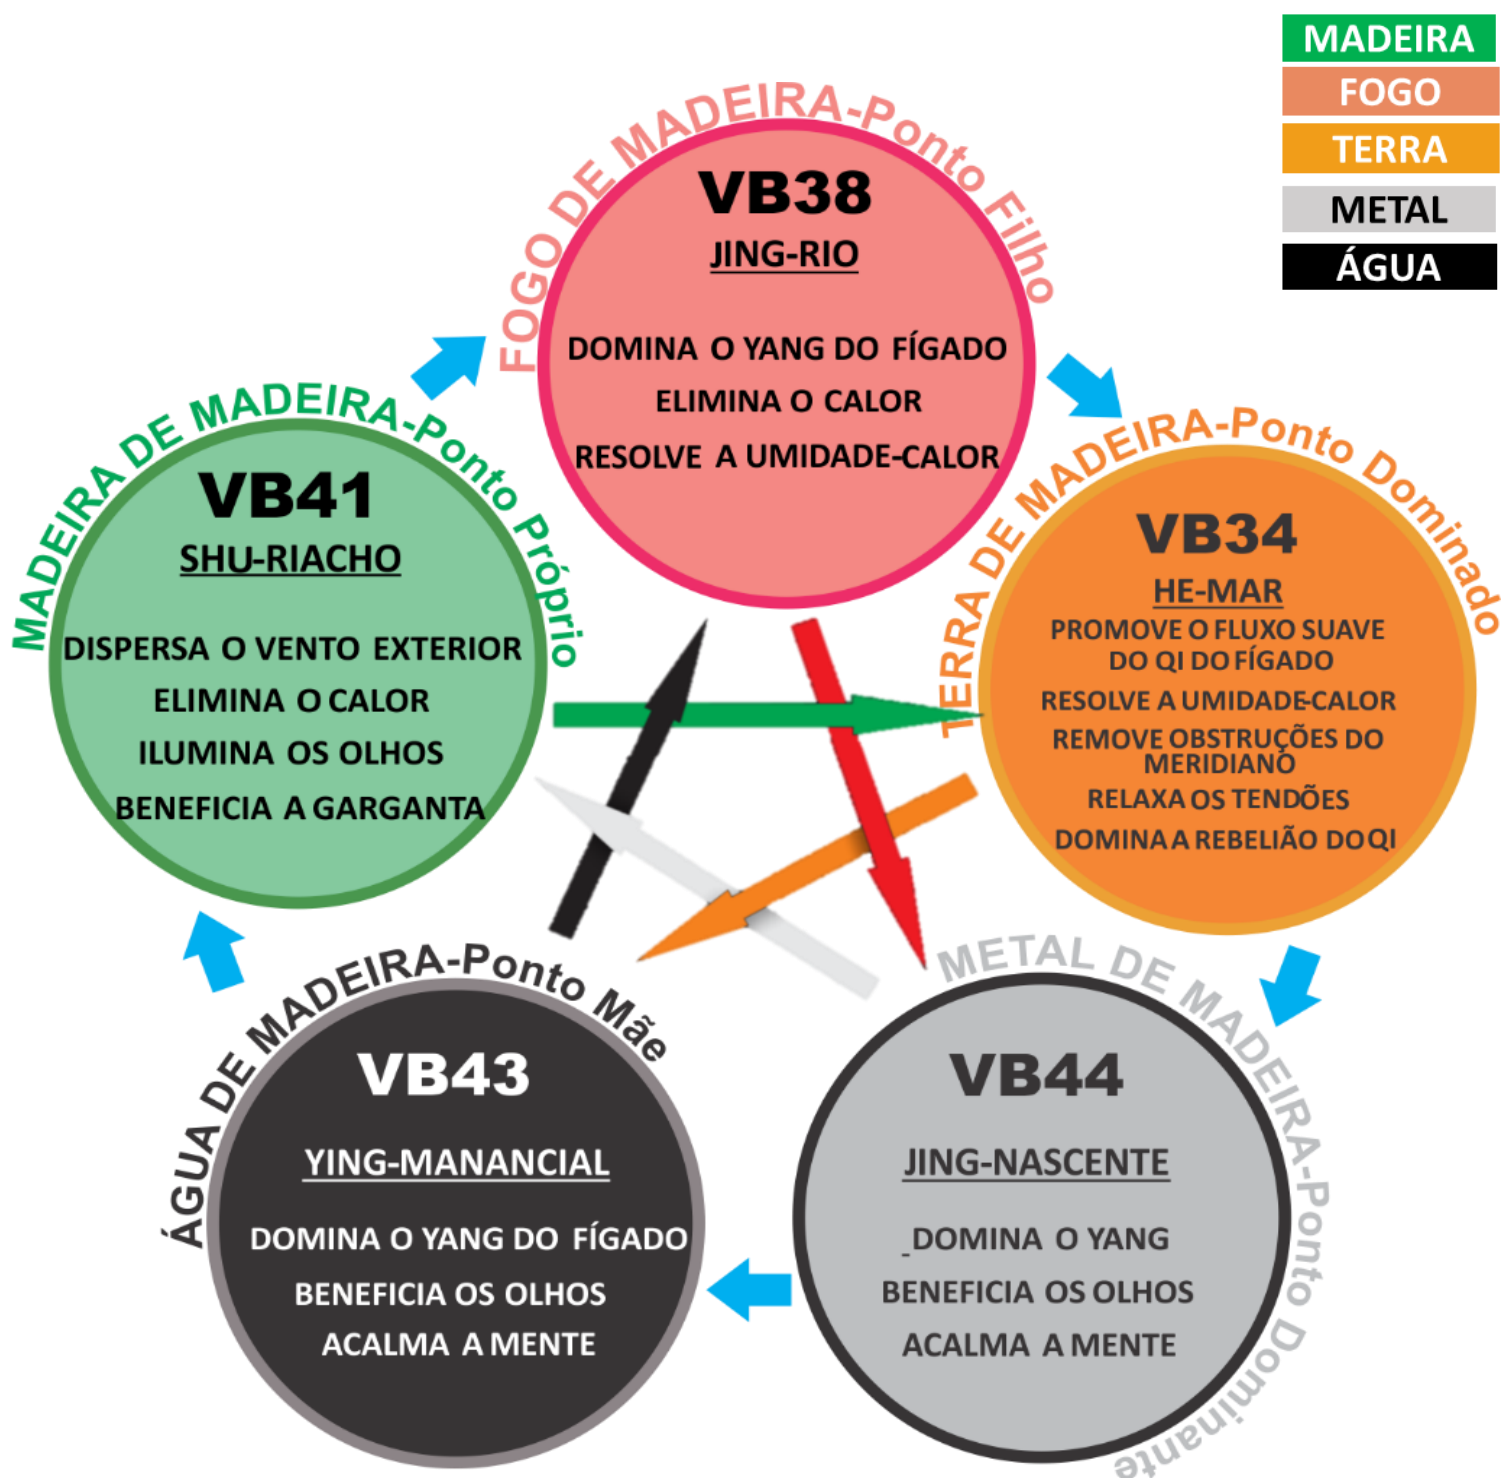 MADEIRA
FOGO
TERRA
METAL
ÁGUA
FOGO DE MADEIRA-Ponto Filho
VB38
JING-RIO
DOMINA O YANG DO FÍGADO
ELIMINA O CALOR
RESOLVE A UMIDADE-CALOR
MADEIRA DE MADEIRA-Ponto Próprio
VB41
SHU-RIACHO
DISPERSA O VENTO EXTERIOR
ELIMINA O CALOR
ILUMINA OS OLHOS
BENEFICIA A GARGANTA
TERRA DE MADEIRA-Ponto Dominado
VB34
HE-MAR
PROMOVE O FLUXO SUAVE
DO QI DO FÍGADO
RESOLVE A UMIDADE-CALOR
REMOVE OBSTRUÇÕES DO
MERIDIANO
RELAXA OS TENDÕES
DOMINA A REBELIÃO DO QI
ÁGUA DE MADEIRA-Ponto Mãe
VB43
YING-MANANCIAL
DOMINA O YANG DO FÍGADO
BENEFICIA OS OLHOS
ACALMA A MENTE
METAL DE MADEIRA-Ponto Dominante
VB44
JING-NASCENTE
_DOMINA O YANG
BENEFICIA OS OLHOS
ACALMA A MENTE